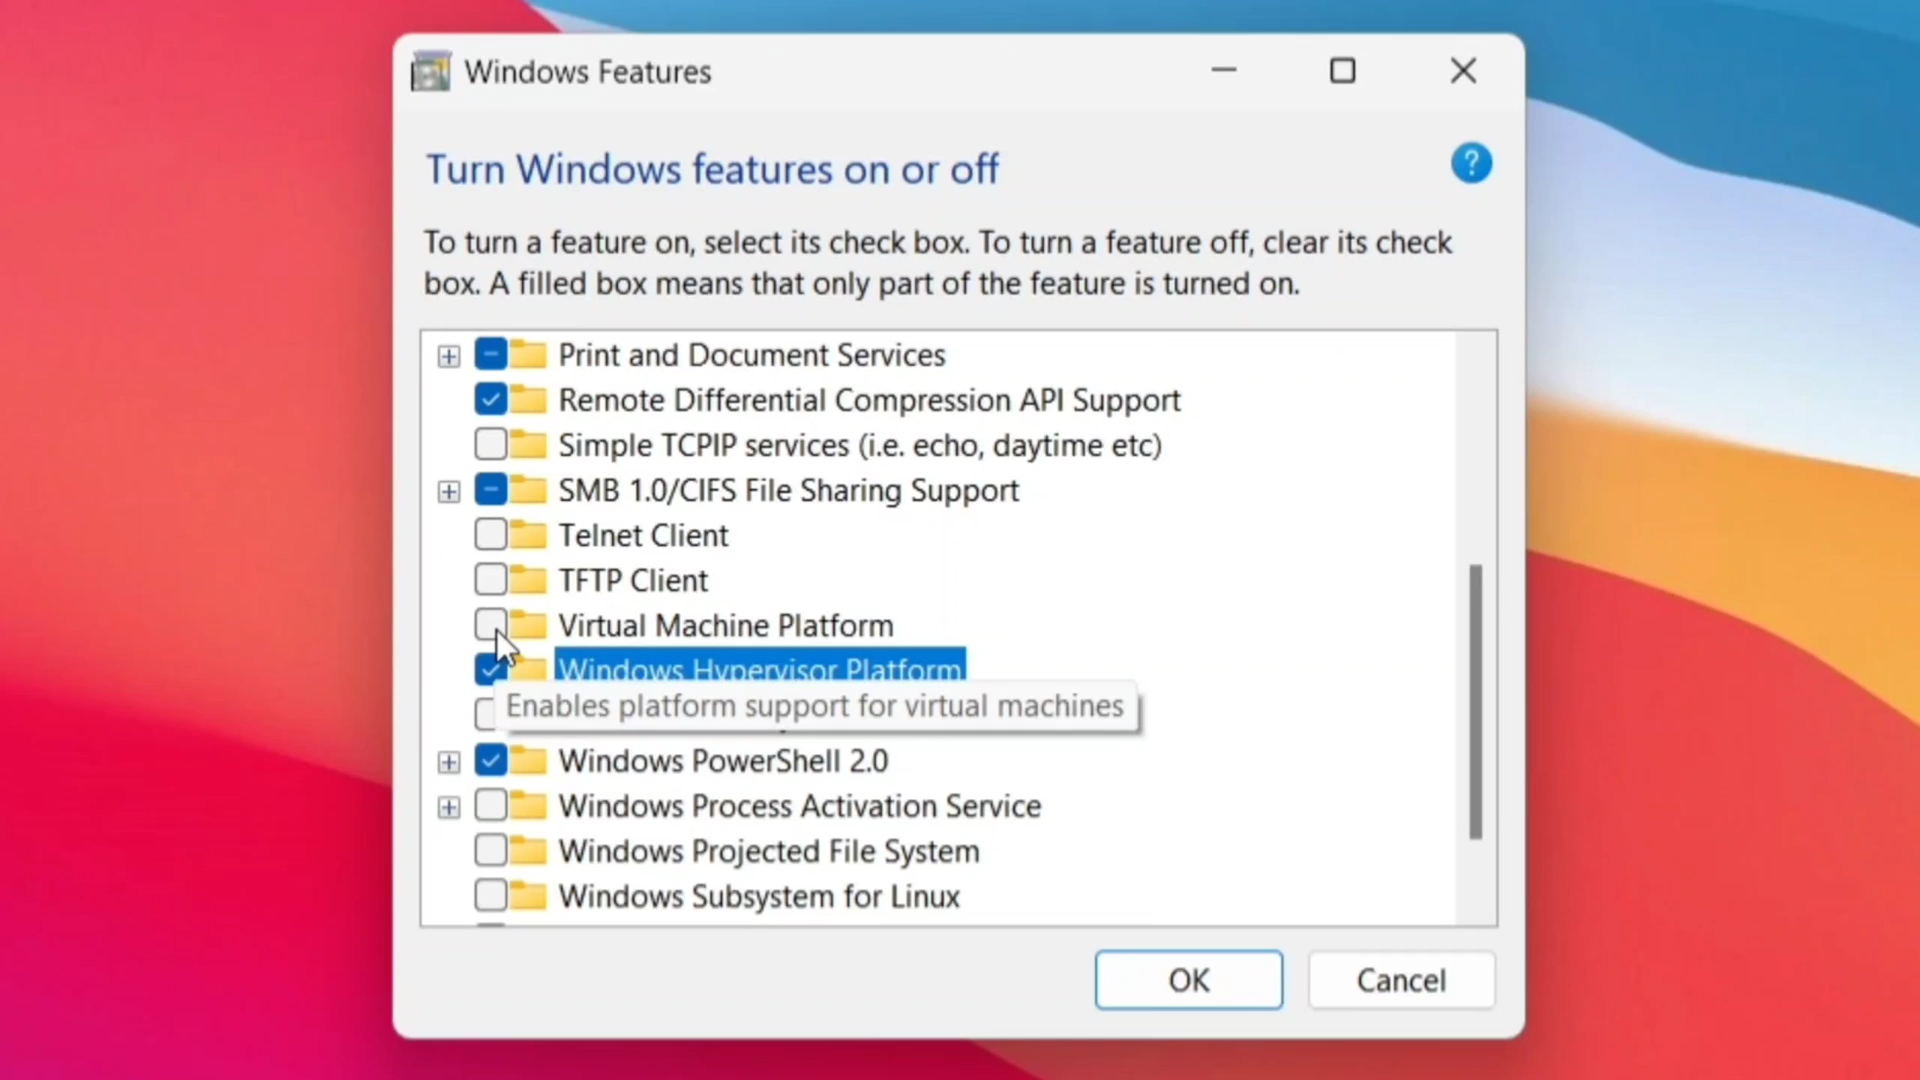 Windows Features
Turn Windows features on or off
?
To turn a feature on, select its check box. To turn a feature off, clear its check
box. A filled box means that only part of the feature is turned on.
Print and Document Services
Remote Differential Compression API Support
Simple TCPIP services (i.e. echo, daytime etc)
SMB 1.0/CIFS File Sharing Support
Telnet Client
TFTP Client
Virtual Machine Platform
Windows Hypervisor Platform
Enables platform support for virtual machines
Windows PowerShell 2.0
Windows Process Activation Service
Windows Projected File System
Windows Subsystem for Linux
OK
Cancel